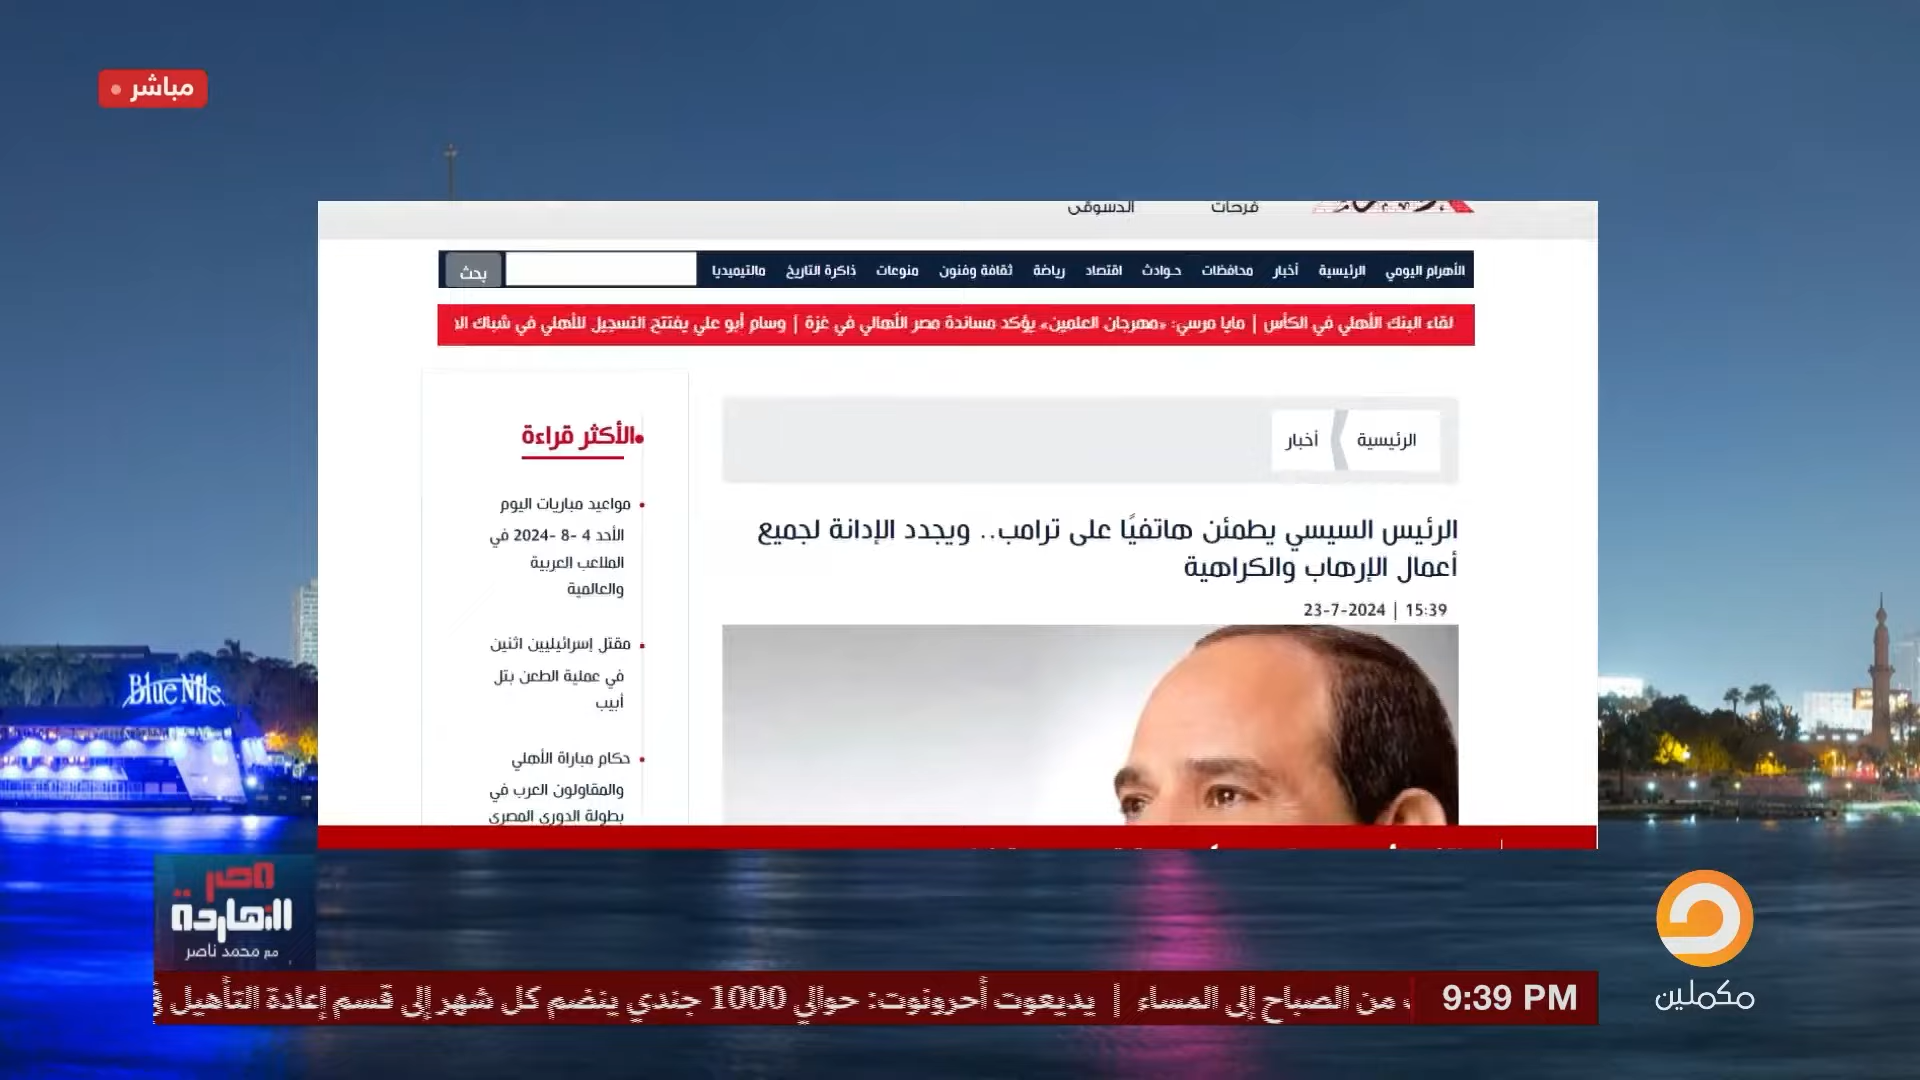 مباشر
الدسوقى
فرحات
الأهرام اليومي الرئيسية أخبار محافظات حوادث اقتصاد رياضة ثقافة وفنون منوعات ذاكرة التاريخ مالتيميديا
بحث
لقاء البنك الأهلي في الكأس | مايا مرسي: «مهرجان العلمين» يؤكد مساندة مصر الأهالي في غزة | وسام أبو علي يفتتح التسجيل للأهلي في شباك
الرئيسية
أخبار
الرئيس السيسي يطمئن هاتفيًا على ترامب.. ويجدد الإدانة لجميع
أعمال الإرهاب والكراهية
23-7-2024 | 15:39
الأكثر قراءة
مواعيد مباريات اليوم
الأحد 4 -8 -2024 في
الملاعب العربية
والعالمية
مقتل إسرائيليين اثنين
في عملية الطعن بتل
أبيب
حكام مباراة الأهلي
والمقاولون العرب في
بطولة الدوري المصري
Blue Nile
مصر
النهاردة
مع محمد ناصر
مكملين
9:39 PM
من الصباح إلى المساء | يديعوت أحرونوت: حوالي 1000 جندي ينضم كل شهر إلى قسم إعادة التأهيل